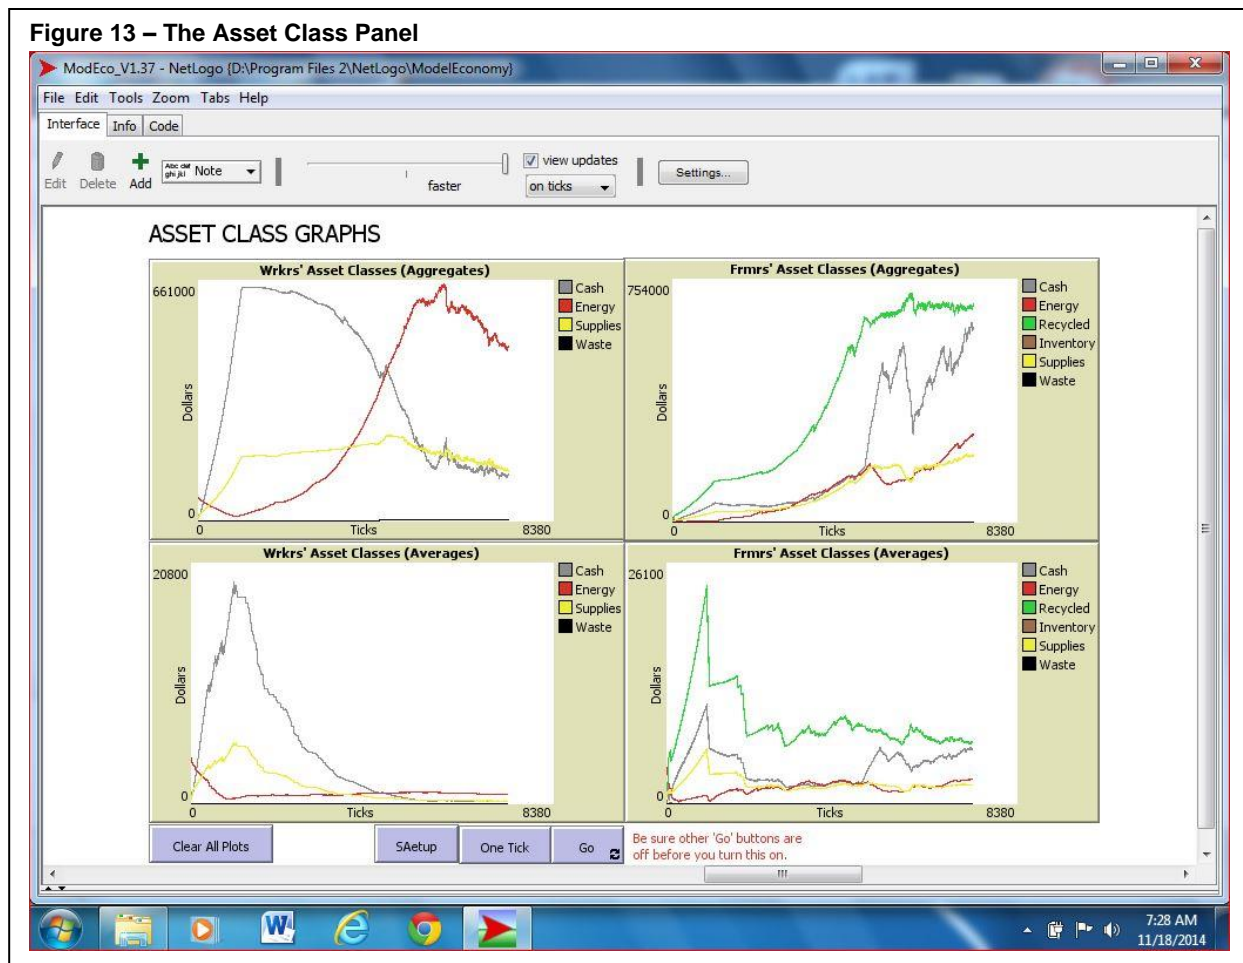 Figure 13 – The Asset Class Panel
ModEco_V1.37 - NetLogo {D:\Program Files 2\NetLogo\ModelEconomy}
File Edit Tools Zoom Tabs Help
Interface Info Code
Edit Delete Add Abc def ghi jkl Note faster view updates on ticks Settings...
ASSET CLASS GRAPHS
Wrkrs' Asset Classes (Aggregates)
661000
Dollars
0
0 Ticks 8380
Cash
Energy
Supplies
Waste
Frmrs' Asset Classes (Aggregates)
754000
Dollars
0
0 Ticks 8380
Cash
Energy
Recycled
Inventory
Supplies
Waste
Wrkrs' Asset Classes (Averages)
20800
Dollars
0
0 Ticks 8380
Cash
Energy
Supplies
Waste
Frmrs' Asset Classes (Averages)
26100
Dollars
0
0 Ticks 8380
Cash
Energy
Recycled
Inventory
Supplies
Waste
Clear All Plots SAetup One Tick Go
Be sure other 'Go' buttons are
off before you turn this on.
7:28 AM
11/18/2014